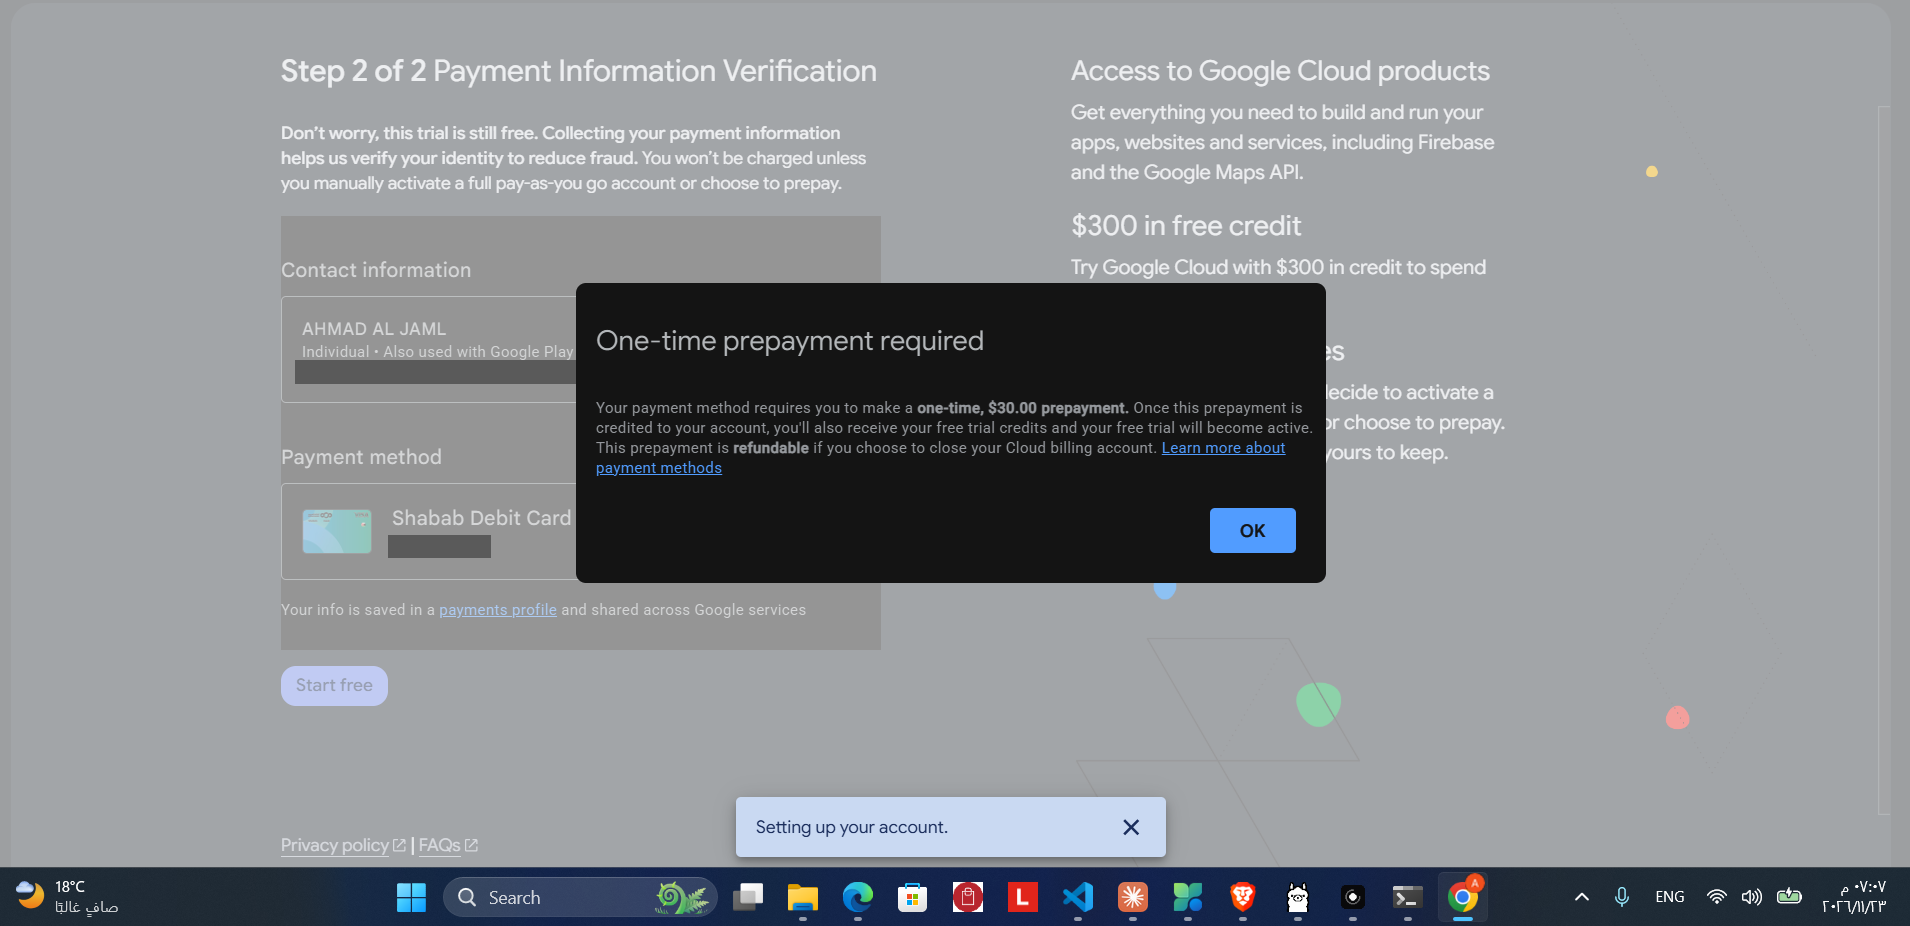 Step 2 of 2 Payment Information Verification
Don't worry, this trial is still free. Collecting your payment information
helps us verify your identity to reduce fraud. You won't be charged unless
you manually activate a full pay-as-you go account or choose to prepay.
Contact information
AHMAD AL JAML
Individual • Also used with Google Play
Payment method
Shabab Debit Card
Your info is saved in a payments profile and shared across Google services
Start free
Privacy policy | FAQs
Access to Google Cloud products
Get everything you need to build and run your
apps, websites and services, including Firebase
and the Google Maps API.
$300 in free credit
Try Google Cloud with $300 in credit to spend
es
decide to activate a
or choose to prepay.
yours to keep.
One-time prepayment required
Your payment method requires you to make a one-time, $30.00 prepayment. Once this prepayment is
credited to your account, you'll also receive your free trial credits and your free trial will become active.
This prepayment is refundable if you choose to close your Cloud billing account. Learn more about
payment methods
OK
Setting up your account.
18°C
صافٍ غالبًا
Search
L
A
ENG
٠٧:٠٧ م
٢٠٢٦/١١/٢٣